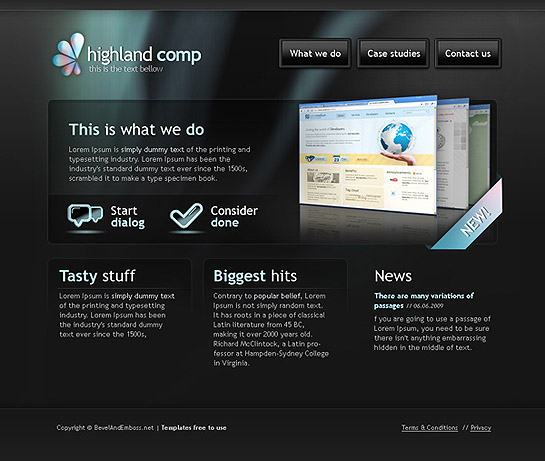 highland comp
this is the text bellow
What we do
Case studies
Contact us
This is what we do
Lorem Ipsum is simply dummy text of the printing and
typesetting industry. Lorem Ipsum has been the
industry's standard dummy text ever since the 1500s,
scrambled it to make a type specimen book.
Start
dialog
Consider
done
NEW!
Tasty stuff
Lorem Ipsum is simply dummy
text of the printing and
typesetting industry. Lorem
Ipsum has been the industry's
standard dummy text ever
since the 1500s,
Biggest hits
Contrary to popular belief, Lorem
Ipsum is not simply random text.
It has roots in a piece of classical
Latin literature from 45 BC,
making it over 2000 years old.
Richard McClintock, a Latin pro-
fessor at Hampden-Sydney College
in Virginia.
News
There are many variations of
passages // 06.06.2009
f you are going to use a passage of
Lorem Ipsum, you need to be sure
there isn't anything embarrassing
hidden in the middle of text.
Copyright © BevelAndEmboss.net | Templates free to use
Terms & Conditions // Privacy